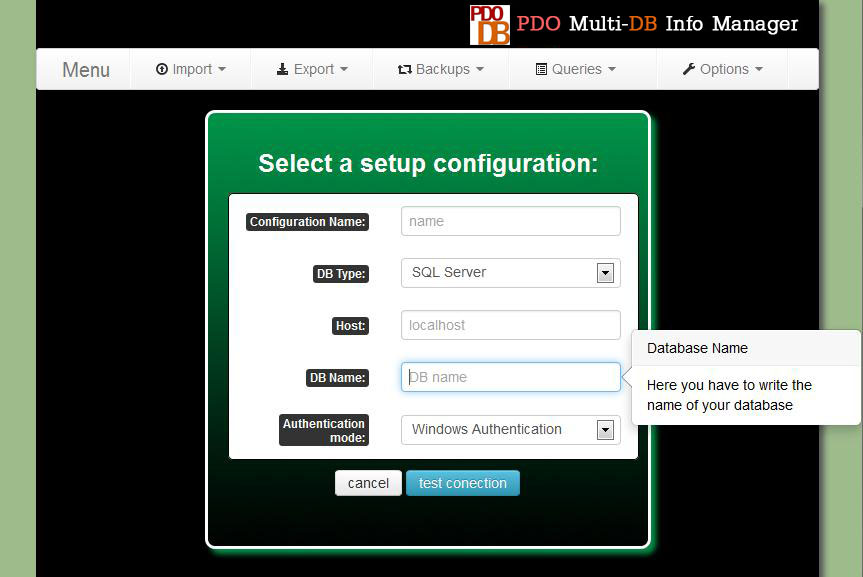 PDO
DB
PDO Multi-DB Info Manager
Menu Import Export Backups Queries Options
Select a setup configuration:
Configuration Name: name
DB Type: SQL Server
Host: localhost
DB Name: DB name
Database Name
Here you have to write the
name of your database
Authentication
mode: Windows Authentication
cancel test conection